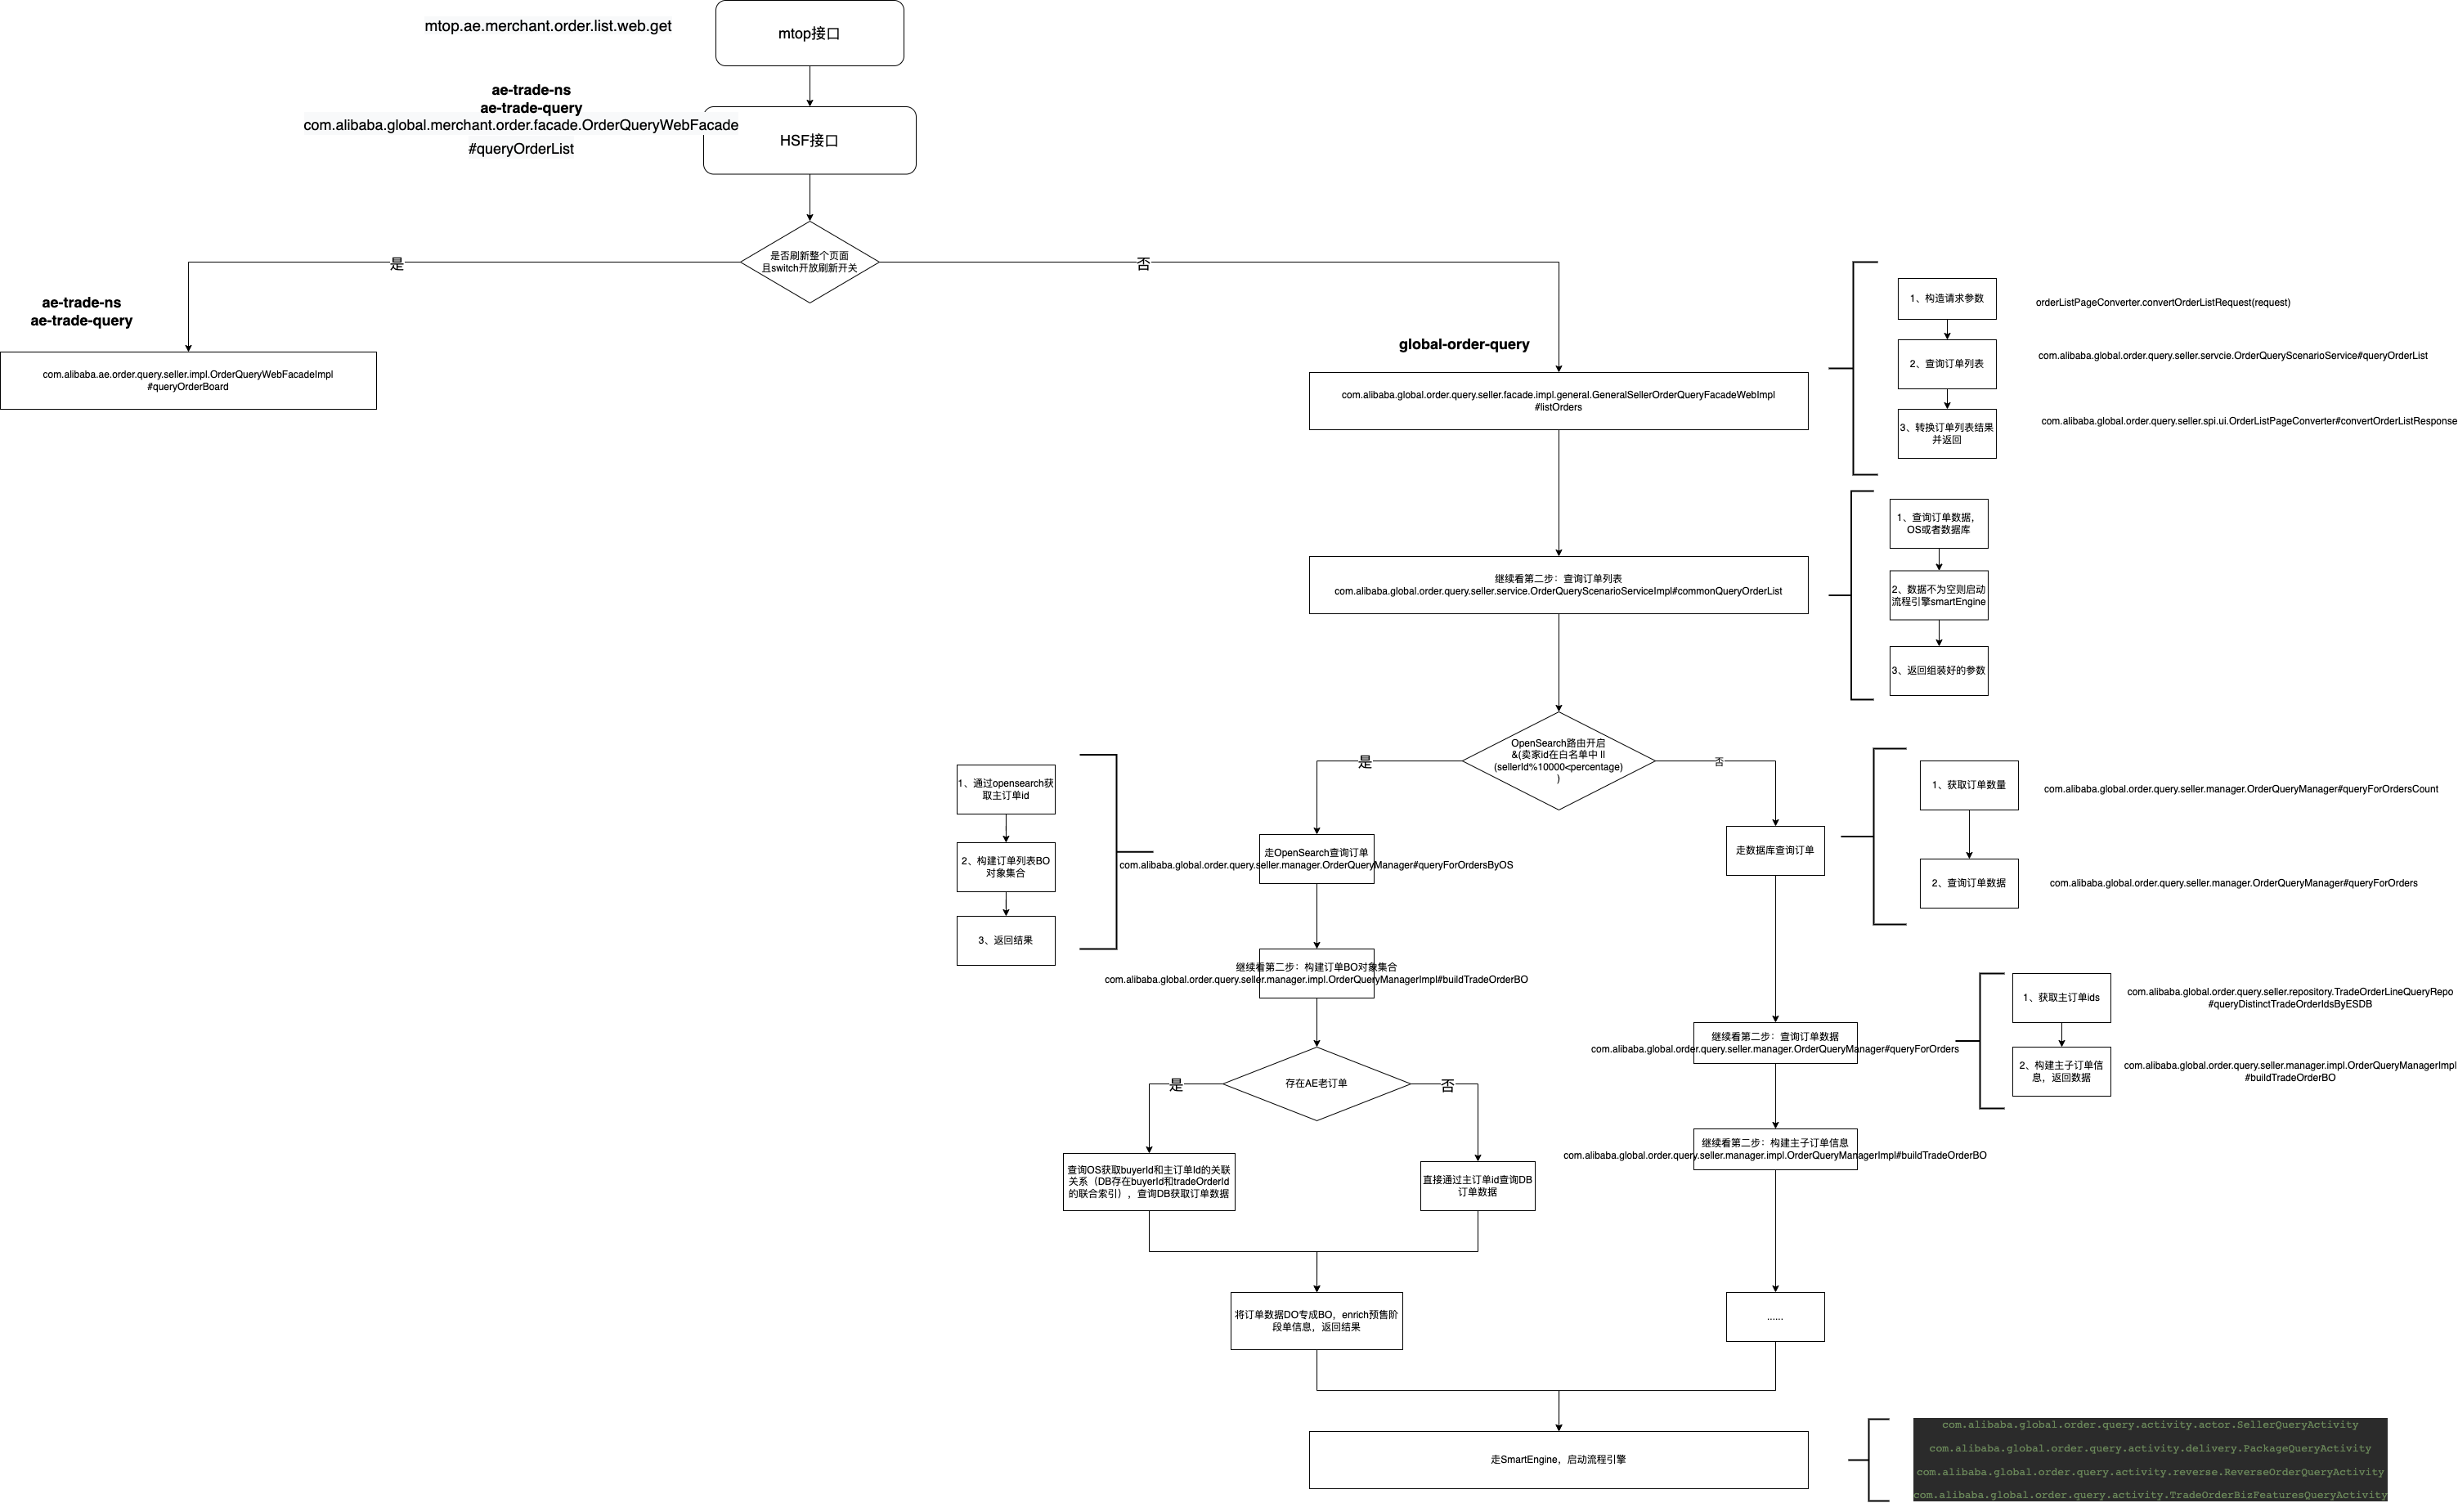 mtop.ae.merchant.order.list.web.get
mtop接口
ae-trade-ns
ae-trade-query
com.alibaba.global.merchant.order.facade.OrderQueryWebFacade
#queryOrderList
HSF接口
是否刷新整个页面
且switch开放刷新开关
是
否
ae-trade-ns
ae-trade-query
com.alibaba.ae.order.query.seller.impl.OrderQueryWebFacadeImpl
#queryOrderBoard
global-order-query
com.alibaba.global.order.query.seller.facade.impl.general.GeneralSellerOrderQueryFacadeWebImpl
#listOrders
1、构造请求参数
orderListPageConverter.convertOrderListRequest(request)
2、查询订单列表
com.alibaba.global.order.query.seller.servcie.OrderQueryScenarioService#queryOrderList
3、转换订单列表结果
并返回
com.alibaba.global.order.query.seller.spi.ui.OrderListPageConverter#convertOrderListResponse
继续看第二步：查询订单列表
com.alibaba.global.order.query.seller.service.OrderQueryScenarioServiceImpl#commonQueryOrderList
1、查询订单数据，
OS或者数据库
2、数据不为空则启动
流程引擎smartEngine
3、返回组装好的参数
OpenSearch路由开启
&(卖家id在白名单中 ||
(sellerId%10000<percentage)
)
是
否
1、通过opensearch获
取主订单id
2、构建订单列表BO
对象集合
3、返回结果
走OpenSearch查询订单
com.alibaba.global.order.query.seller.manager.OrderQueryManager#queryForOrdersByOS
走数据库查询订单
1、获取订单数量
com.alibaba.global.order.query.seller.manager.OrderQueryManager#queryForOrdersCount
2、查询订单数据
com.alibaba.global.order.query.seller.manager.OrderQueryManager#queryForOrders
继续看第二步：构建订单BO对象集合
com.alibaba.global.order.query.seller.manager.impl.OrderQueryManagerImpl#buildTradeOrderBO
继续看第二步：查询订单数据
com.alibaba.global.order.query.seller.manager.OrderQueryManager#queryForOrders
1、获取主订单ids
com.alibaba.global.order.query.seller.repository.TradeOrderLineQueryRepo
#queryDistinctTradeOrderIdsByESDB
2、构建主子订单信
息，返回数据
com.alibaba.global.order.query.seller.manager.impl.OrderQueryManagerImpl
#buildTradeOrderBO
存在AE老订单
是
否
继续看第二步：构建主子订单信息
com.alibaba.global.order.query.seller.manager.impl.OrderQueryManagerImpl#buildTradeOrderBO
查询OS获取buyerId和主订单Id的关联
关系（DB存在buyerId和tradeOrderId
的联合索引），查询DB获取订单数据
直接通过主订单id查询DB
订单数据
将订单数据DO专成BO，enrich预售阶
段单信息，返回结果
......
走SmartEngine，启动流程引擎
com.alibaba.global.order.query.activity.actor.SellerQueryActivity
com.alibaba.global.order.query.activity.delivery.PackageQueryActivity
com.alibaba.global.order.query.activity.reverse.ReverseOrderQueryActivity
com.alibaba.global.order.query.activity.TradeOrderBizFeaturesQueryActivity